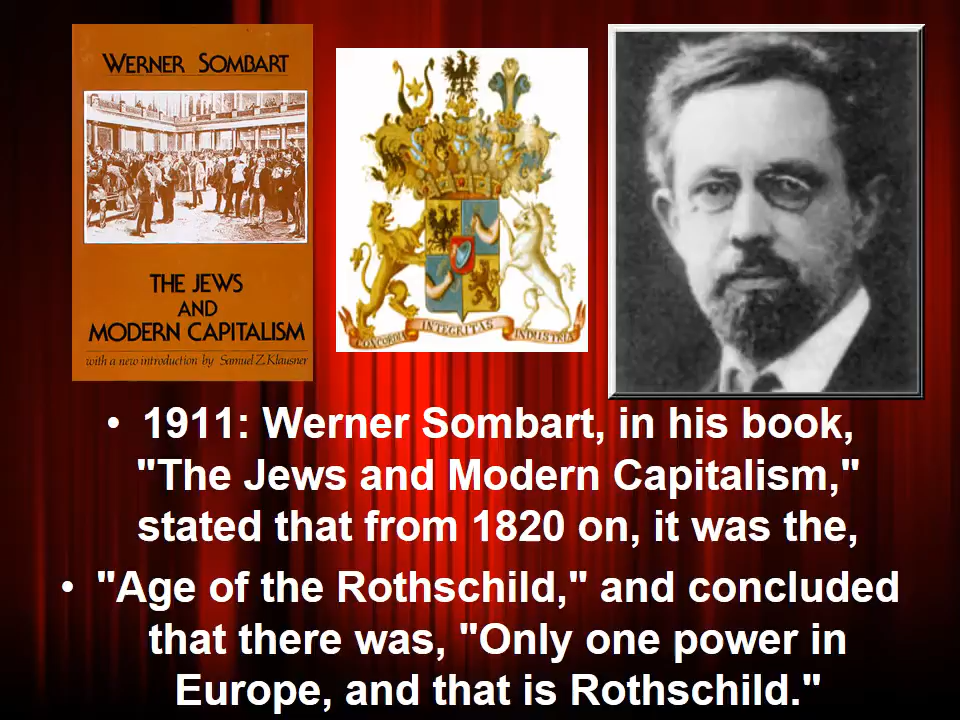 WERNER SOMBART
THE JEWS
AND
MODERN CAPITALISM
with a new introduction by Samuel Z. Klausner
CONCORDIA INTEGRITAS INDUSTRIA
• 1911: Werner Sombart, in his book,
"The Jews and Modern Capitalism,"
stated that from 1820 on, it was the,
• "Age of the Rothschild," and concluded
that there was, "Only one power in
Europe, and that is Rothschild."